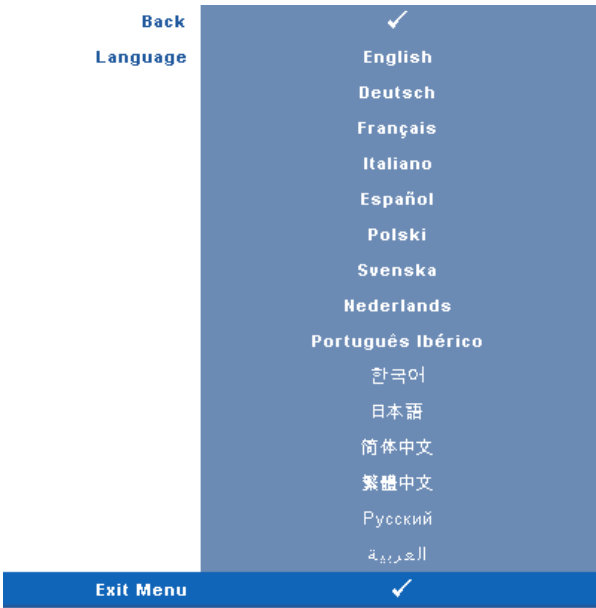 Back ✓
Language English
Deutsch
Français
Italiano
Español
Polski
Svenska
Nederlands
Português Ibérico
한국어
日本語
简体中文
繁體中文
Русский
العربية
Exit Menu ✓